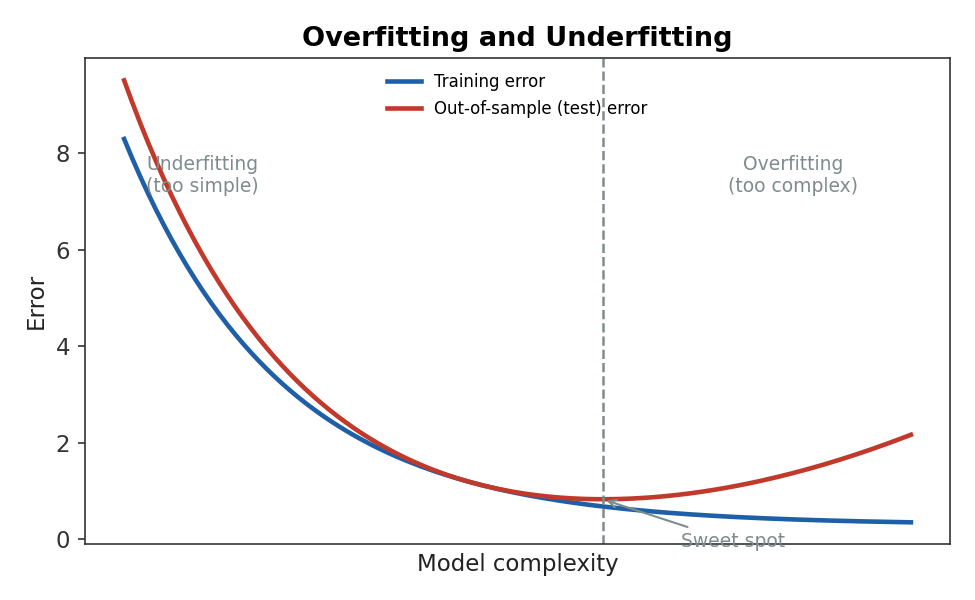 Overfitting and Underfitting
Training error
Out-of-sample (test) error
Underfitting
(too simple)
Overfitting
(too complex)
8
6
4
2
0
Error
Sweet spot
Model complexity